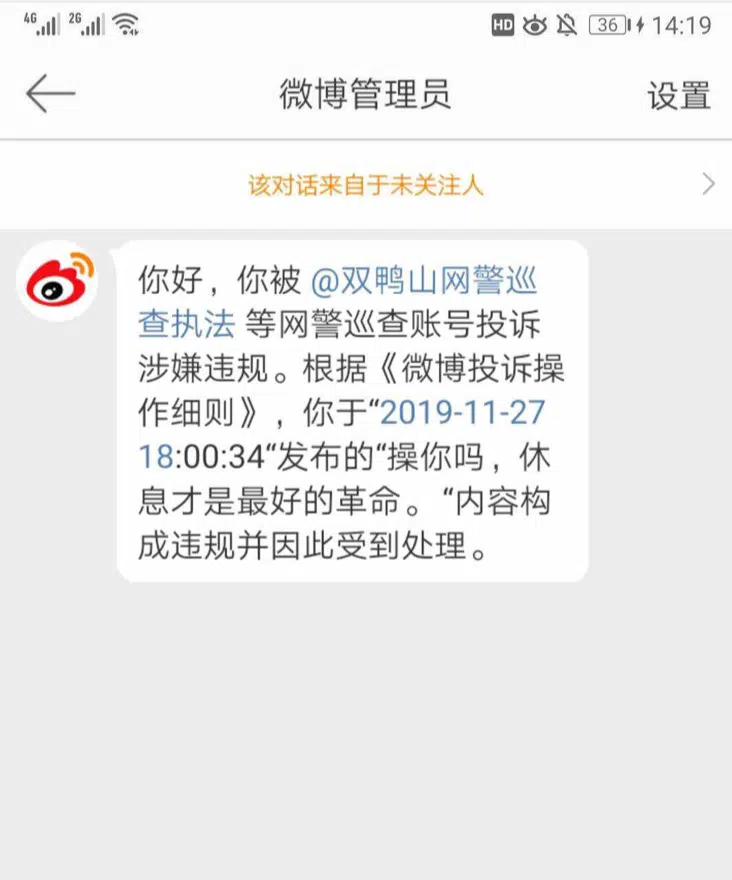 4G 2G HD 36 14:19
微博管理员 设置
该对话来自于未关注人
你好，你被 @双鸭山网警巡
查执法 等网警巡查账号投诉
涉嫌违规。根据《微博投诉操
作细则》，你于“2019-11-27
18:00:34“发布的“操你吗，休
息才是最好的革命。“内容构
成违规并因此受到处理。